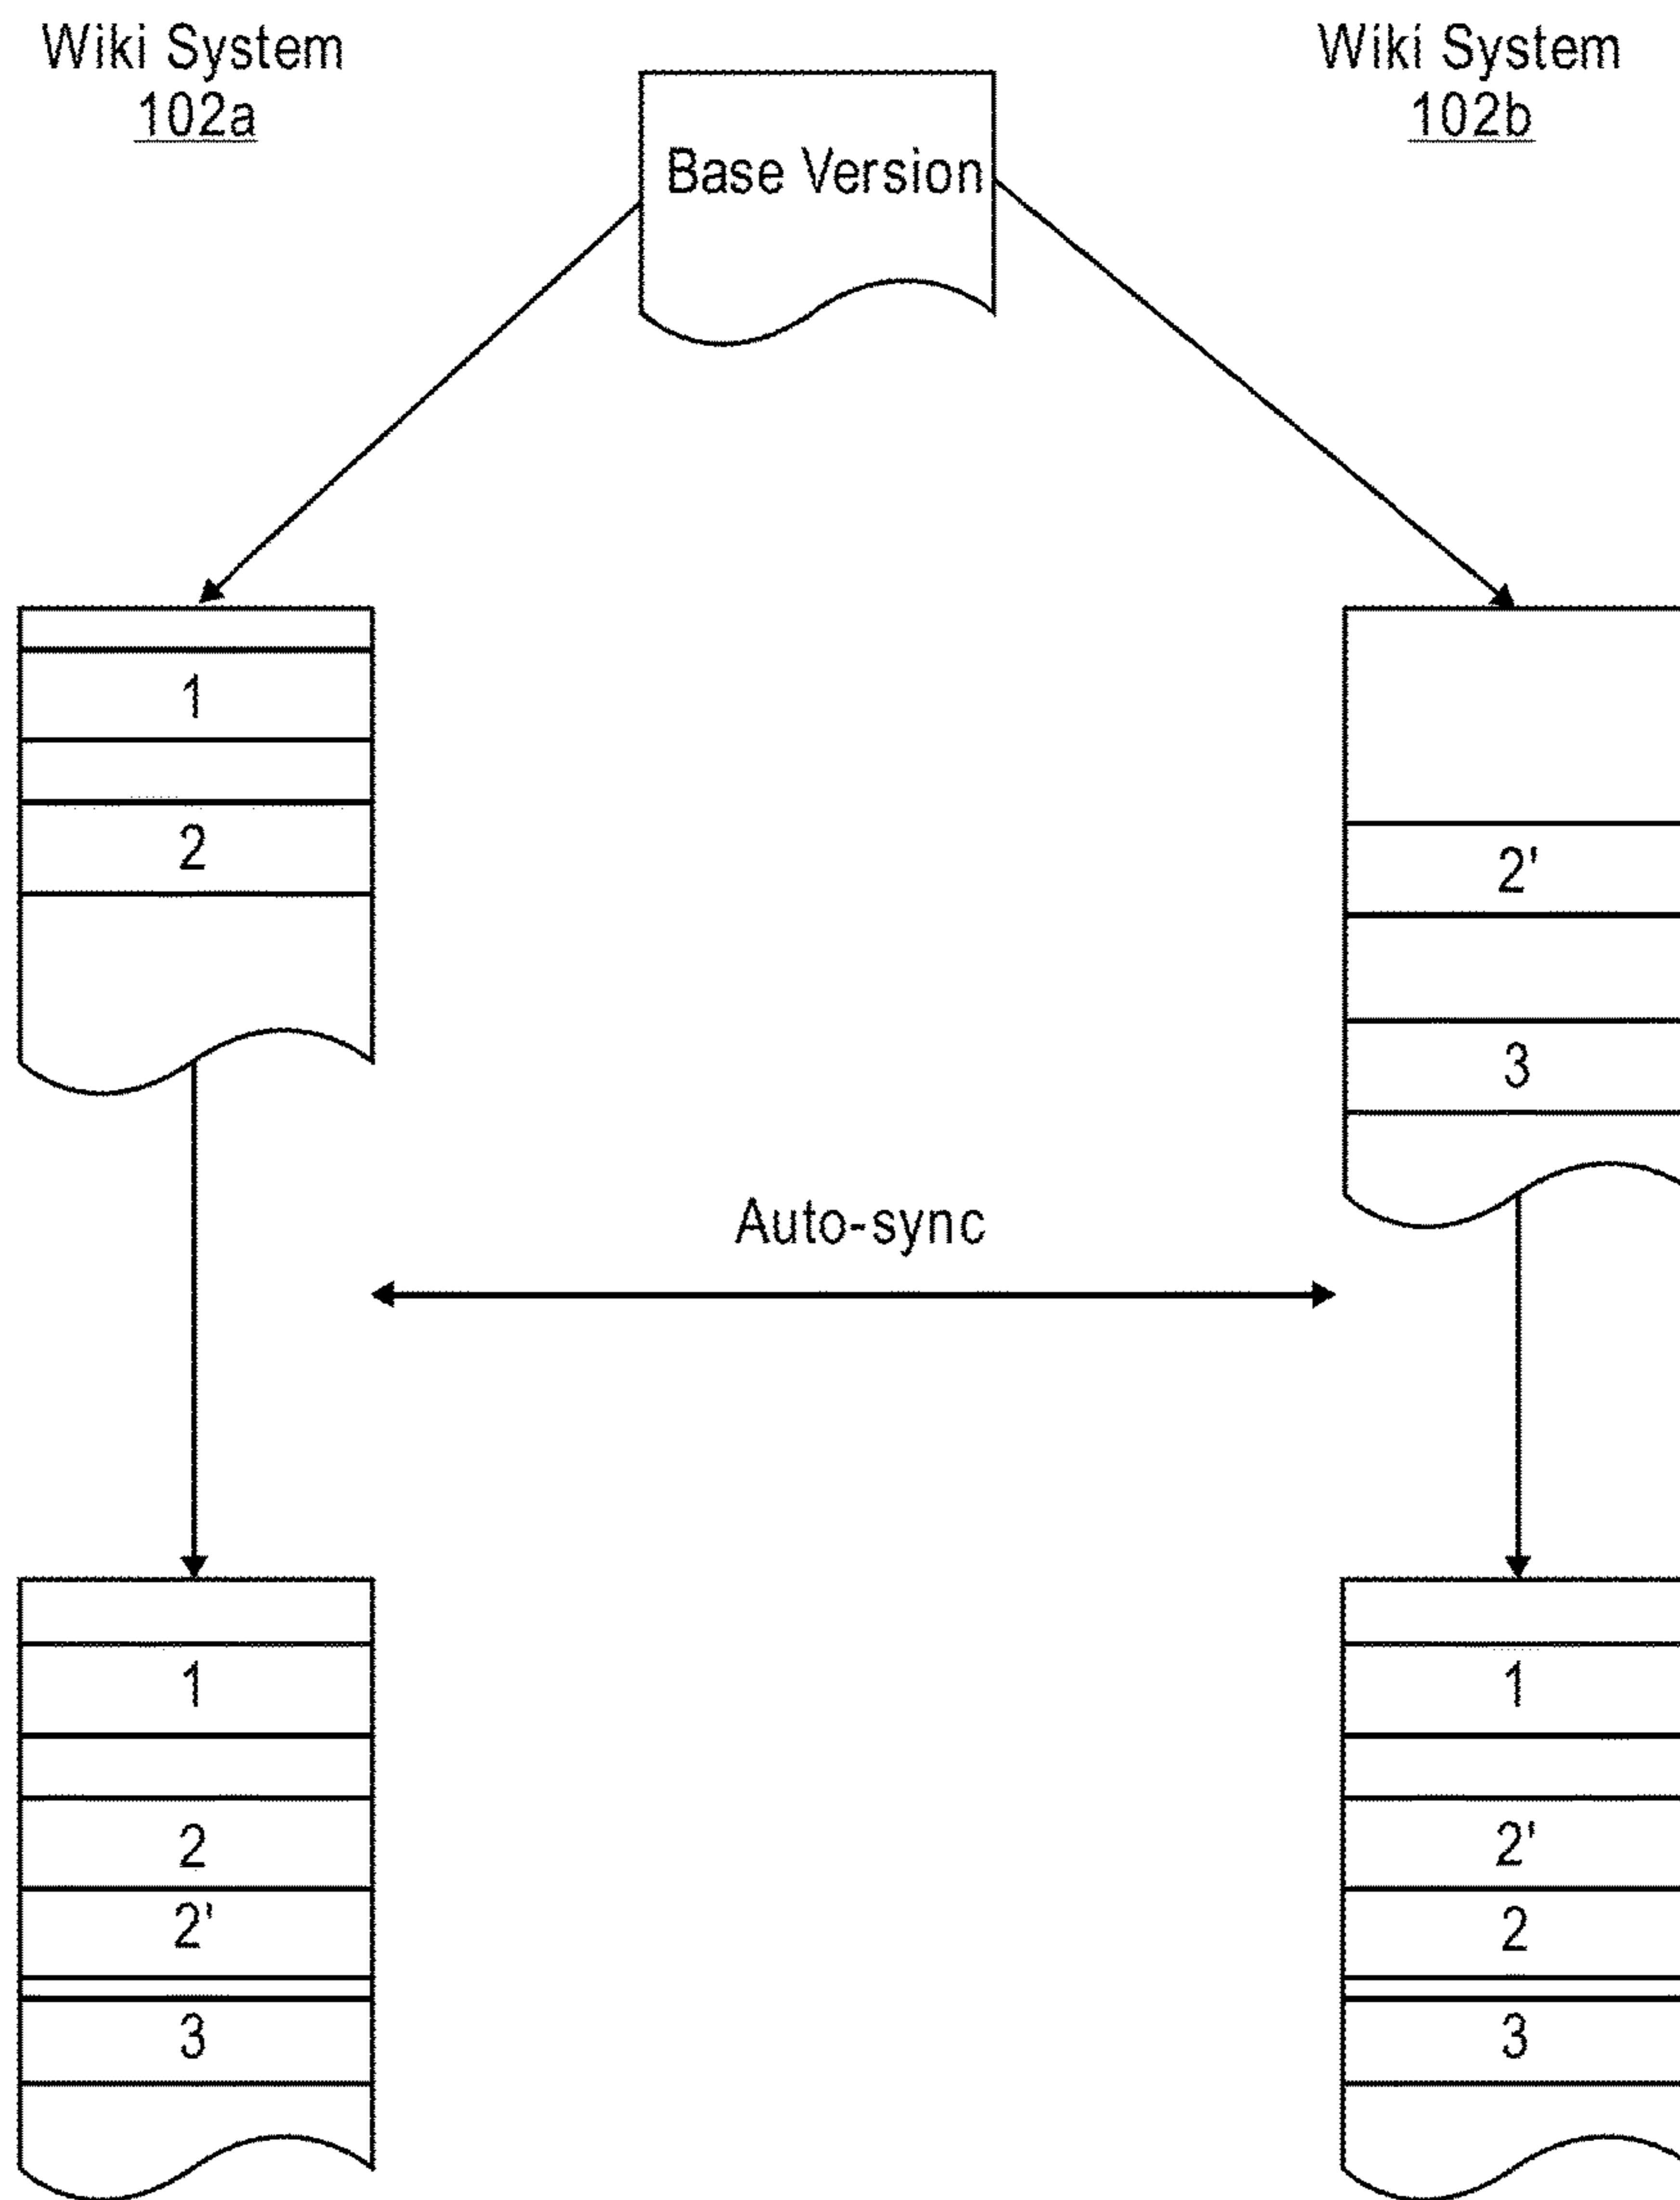 Wiki System
102a
Base Version
Wiki System
102b
1
2
2'
3
Auto-sync
1
2
2'
3
1
2'
2
3